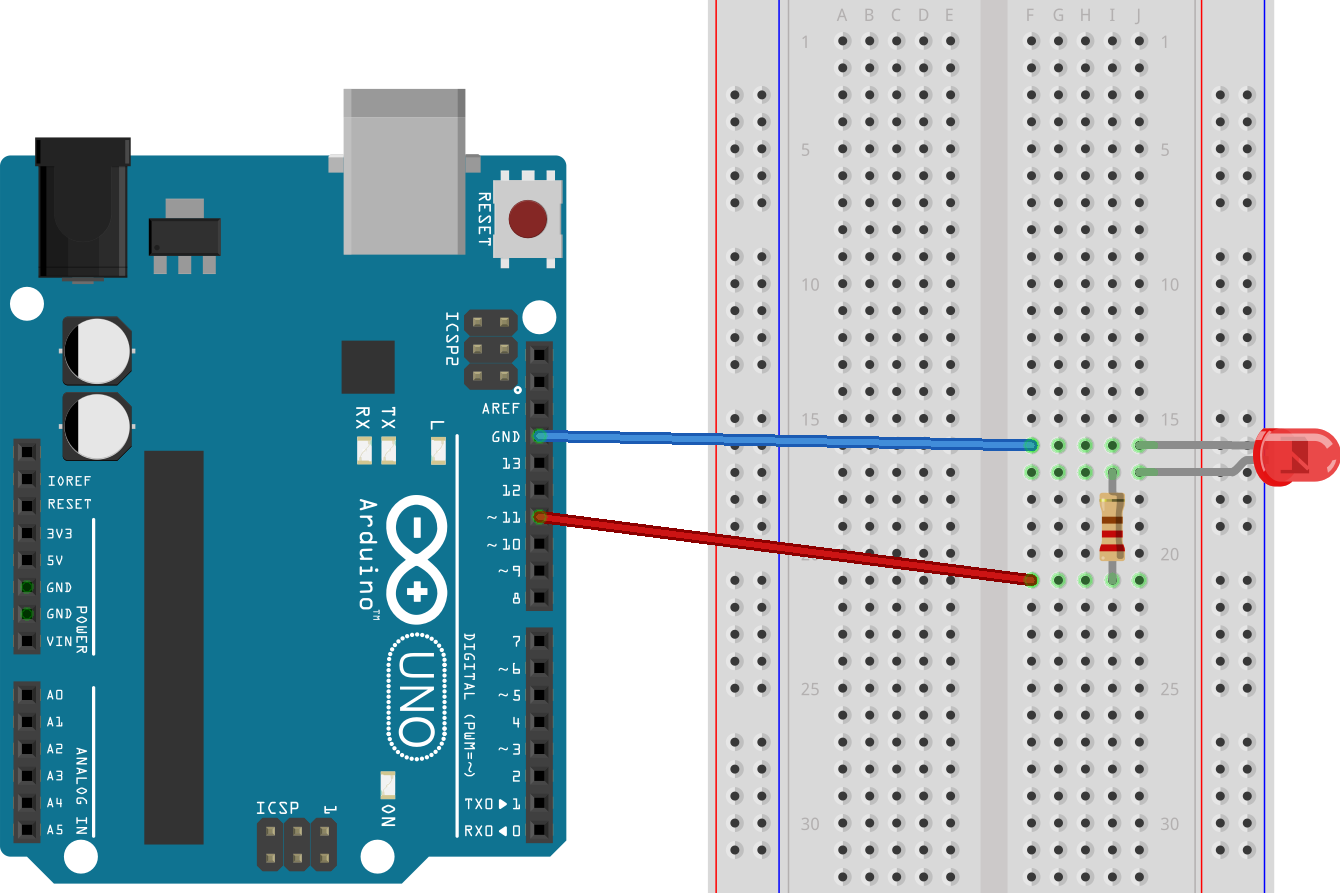 A B C D E F G H I J
1 1
5 5
10 10
15 15
20 20
25 25
30 30
RESET
ICSP2
AREF
GND
13
12
~11
~10
~9
8
7
~6
~5
4
~3
2
TX0▶1
RX0◀0
RX
TX
L
IOREF
RESET
3V3
5V
GND
GND
VIN
POWER
A0
A1
A2
A3
A4
A5
ANALOG IN
Arduino™
UNO
DIGITAL (PWM=~)
ICSP 1
ON